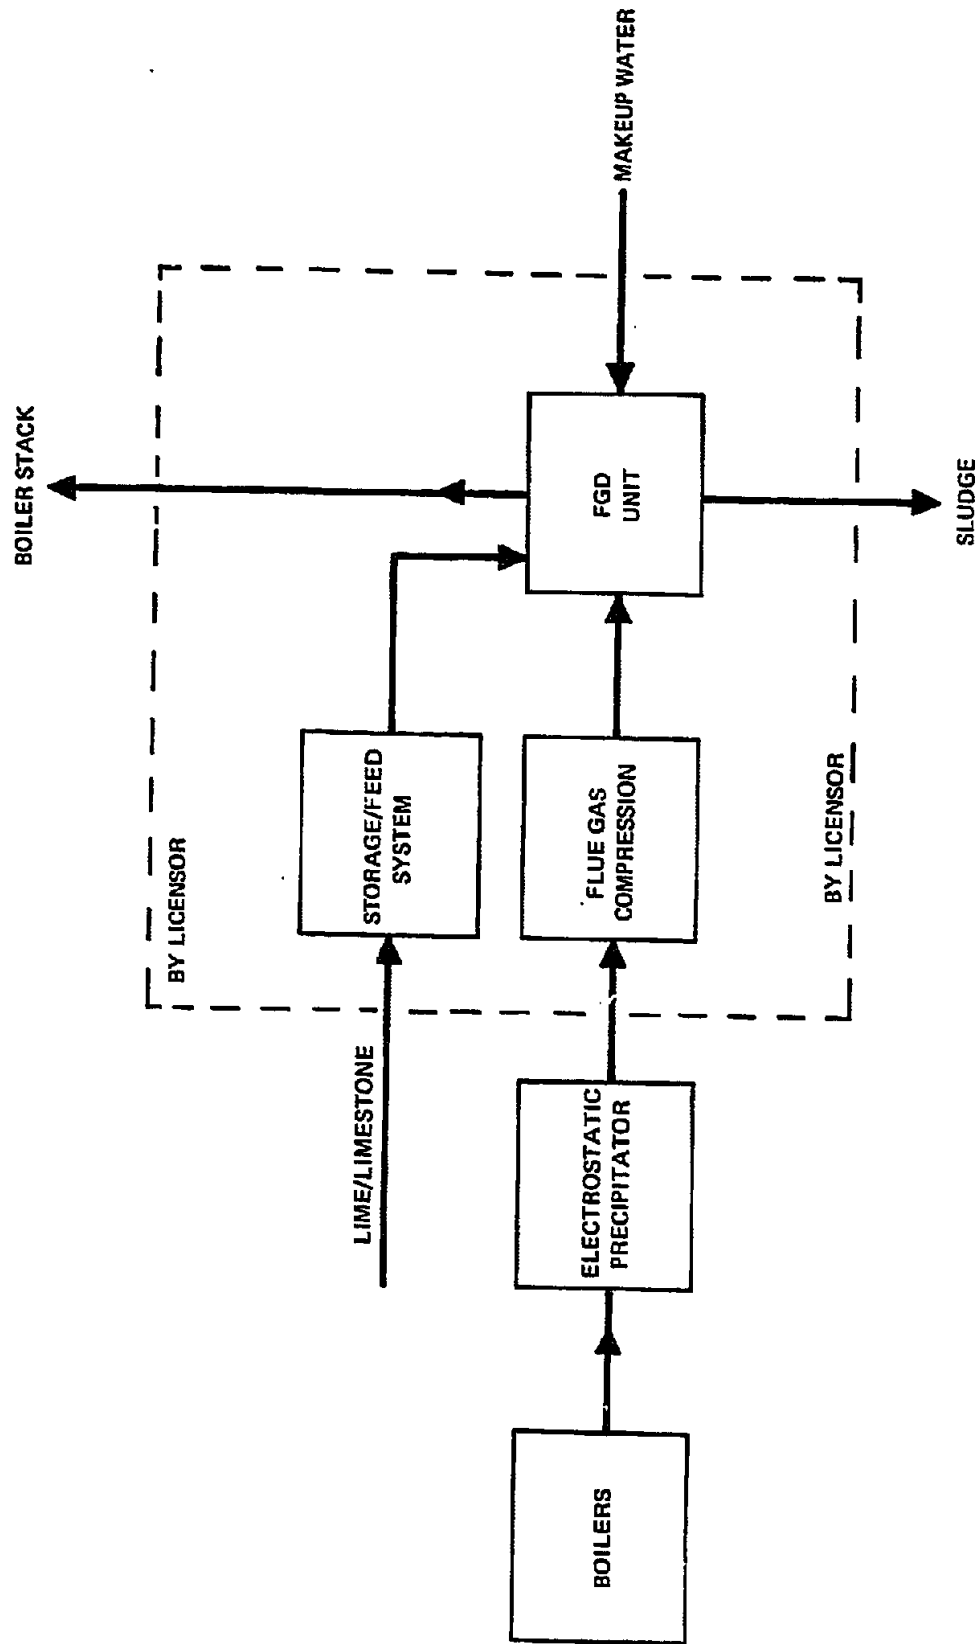 BOILER STACK
BY LICENSOR
LIME/LIMESTONE
STORAGE/FEED
SYSTEM
BOILERS
ELECTROSTATIC
PRECIPITATOR
FLUE GAS
COMPRESSION
FGD
UNIT
MAKEUP WATER
BY LICENSOR
SLUDGE